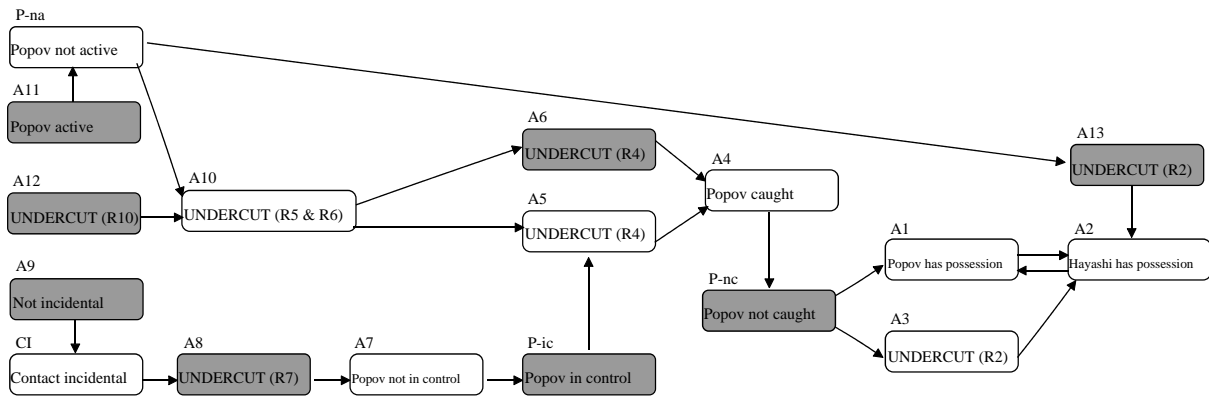 P-na
Popov not active
A11
Popov active
A12
UNDERCUT (R10)
A10
UNDERCUT (R5 & R6)
A9
Not incidental
CI
Contact incidental
A8
UNDERCUT (R7)
A7
Popov not in control
P-ic
Popov in control
A6
UNDERCUT (R4)
A5
UNDERCUT (R4)
A4
Popov caught
P-nc
Popov not caught
A1
Popov has possession
A3
UNDERCUT (R2)
A13
UNDERCUT (R2)
A2
Hayashi has possession